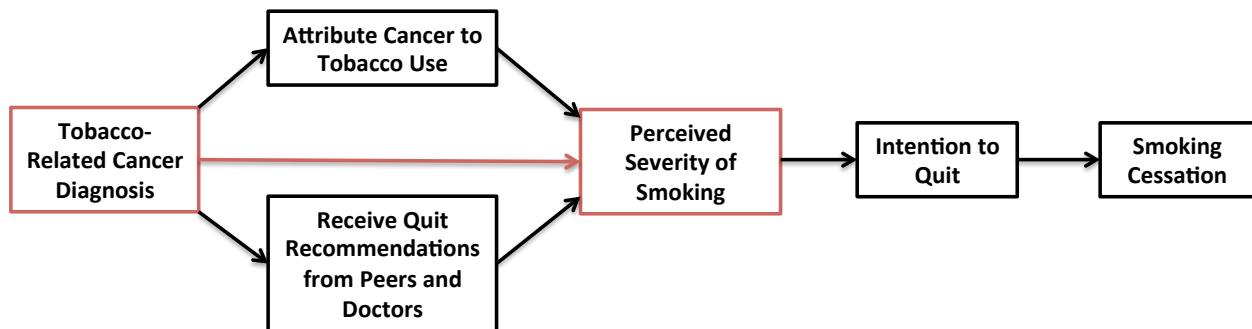 Attribute Cancer to
Tobacco Use
Tobacco-
Related Cancer
Diagnosis
Receive Quit
Recommendations
from Peers and
Doctors
Perceived
Severity of
Smoking
Intention to
Quit
Smoking
Cessation